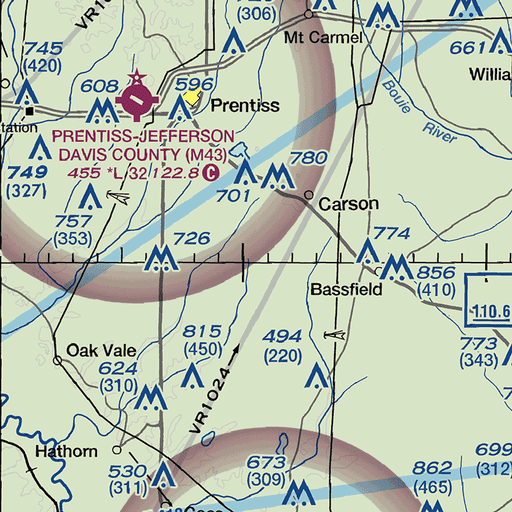 (306)
Mt Carmel
VR10
745
(420)
661
Willia
608
596
Prentiss
Bouie River
tation
PRENTISS-JEFFERSON
DAVIS COUNTY (M43)
455 *L 32 122.8 C
749
(327)
780
701
Carson
757
(353)
726
774
856
(410)
Bassfield
110.6
815
(450)
494
(220)
773
(343)
Oak Vale
624
(310)
VR1024
Hathorn
530
(311)
673
(309)
699
(312)
862
(465)